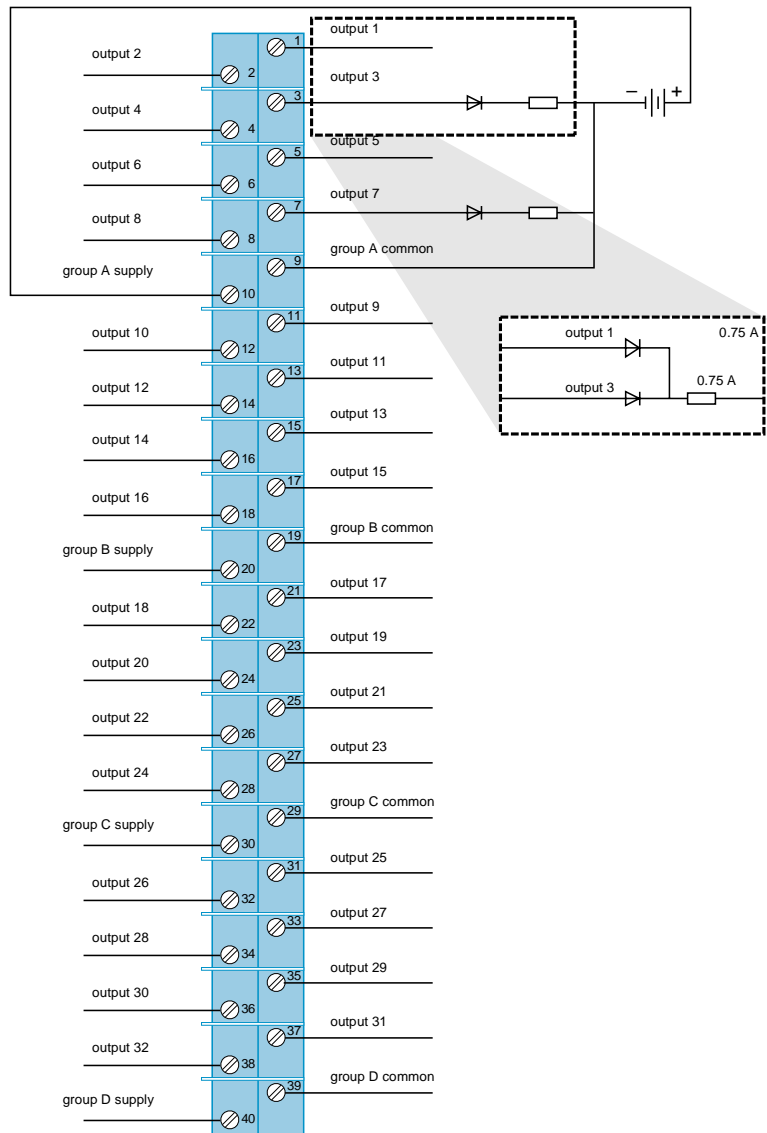 output 1
1
output 2
2
output 3
3
− +
output 4
4
output 5
5
output 6
6
output 7
7
output 8
8
group A common
9
group A supply
10
output 9
11
output 10
12
output 11
13
output 12
14
output 13
15
output 14
16
output 15
17
output 16
18
group B common
19
group B supply
20
output 17
21
output 18
22
output 19
23
output 20
24
output 21
25
output 22
26
output 23
27
output 24
28
group C common
29
group C supply
30
output 25
31
output 26
32
output 27
33
output 28
34
output 29
35
output 30
36
output 31
37
output 32
38
group D common
39
group D supply
40
output 1
0.75 A
output 3
0.75 A